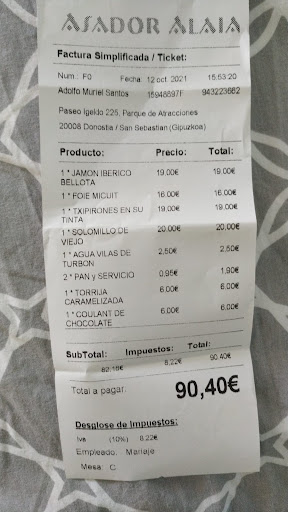 ASADOR ALAIA
Factura Simplificada / Ticket:
Num.: F0 Fecha: 12 oct. 2021 15:53:20
Adolfo Muriel Santos 15948897F 943223662
Paseo Igeldo 225, Parque de Atracciones
20008 Donostia / San Sebastian (Gipuzkoa)
Producto: Precio: Total:
1 * JAMON IBERICO BELLOTA 19,00€ 19,00€
1 * FOIE MICUIT 16,00€ 16,00€
1 * TXIPIRONES EN SU TINTA 19,00€ 19,00€
1 * SOLOMILLO DE VIEJO 20,00€ 20,00€
1 * AGUA VILAS DE TURBON 2,50€ 2,50€
2 * PAN y SERVICIO 0,95€ 1,90€
1 * TORRIJA CARAMELIZADA 6,00€ 6,00€
1 * COULANT DE CHOCOLATE 6,00€ 6,00€
SubTotal: Impuestos: Total:
82,18€ 8,22€ 90,40€
Total a pagar: 90,40€
Desglose de Impuestos:
Iva (10%) 8,22€
Empleado: Mariaje
Mesa: C